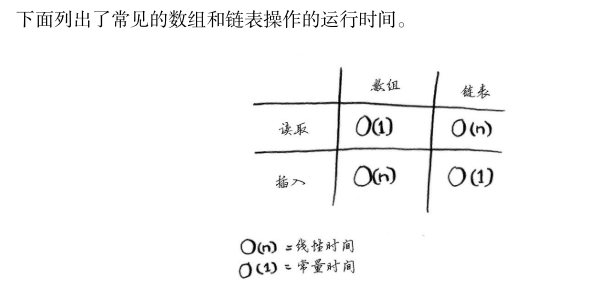 下面列出了常见的数组和链表操作的运行时间。
数组 链表
读取 O(1) O(n)
插入 O(n) O(1)
O(n) = 线性时间
O(1) = 常量时间